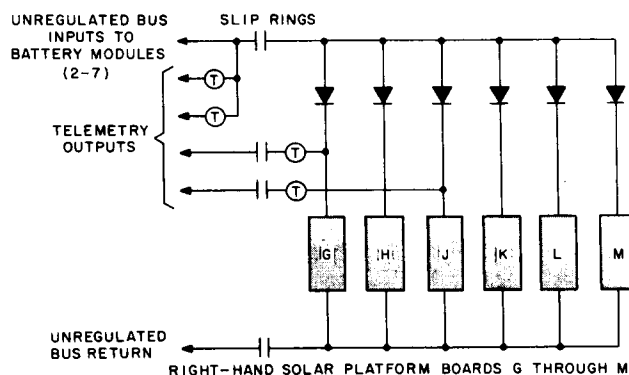 UNREGULATED BUS
INPUTS TO
BATTERY MODULES
(2-7)
SLIP RINGS
T
T
TELEMETRY
OUTPUTS
T
T
G
H
J
K
L
M
UNREGULATED
BUS RETURN
RIGHT-HAND SOLAR PLATFORM BOARDS G THROUGH M